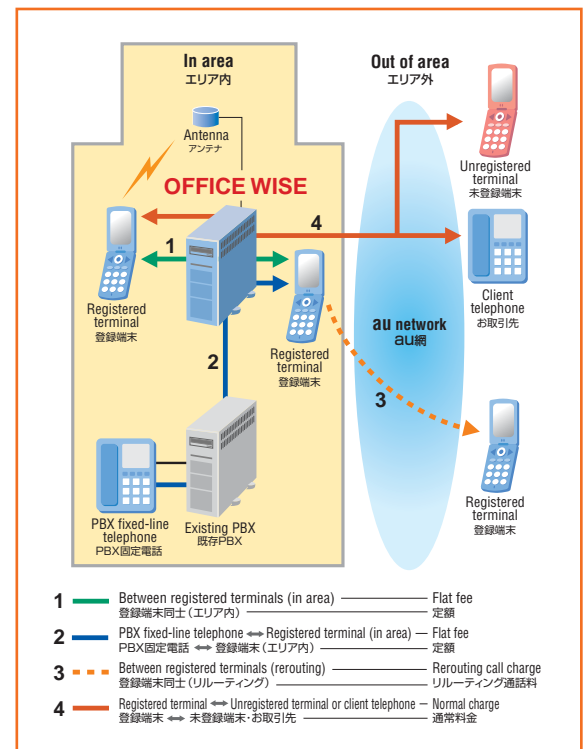 In area
エリア内
Out of area
エリア外
Antenna
アンテナ
OFFICE WISE
Unregistered
terminal
未登録端末
4
1
Registered
terminal
登録端末
Registered
terminal
登録端末
Client
telephone
お取引先
au network
au網
2
3
PBX fixed-line
telephone
PBX固定電話
Existing PBX
既存PBX
Registered
terminal
登録端末
1 Between registered terminals (in area) Flat fee
登録端末同士(エリア内) 定額
2 PBX fixed-line telephone ⇔ Registered terminal (in area) Flat fee
PBX固定電話 ⇔ 登録端末(エリア内) 定額
3 Between registered terminals (rerouting) Rerouting call charge
登録端末同士(リルーティング) リルーティング通話料
4 Registered terminal ⇔ Unregistered terminal or client telephone Normal charge
登録端末 ⇔ 未登録端末・お取引先 通常料金